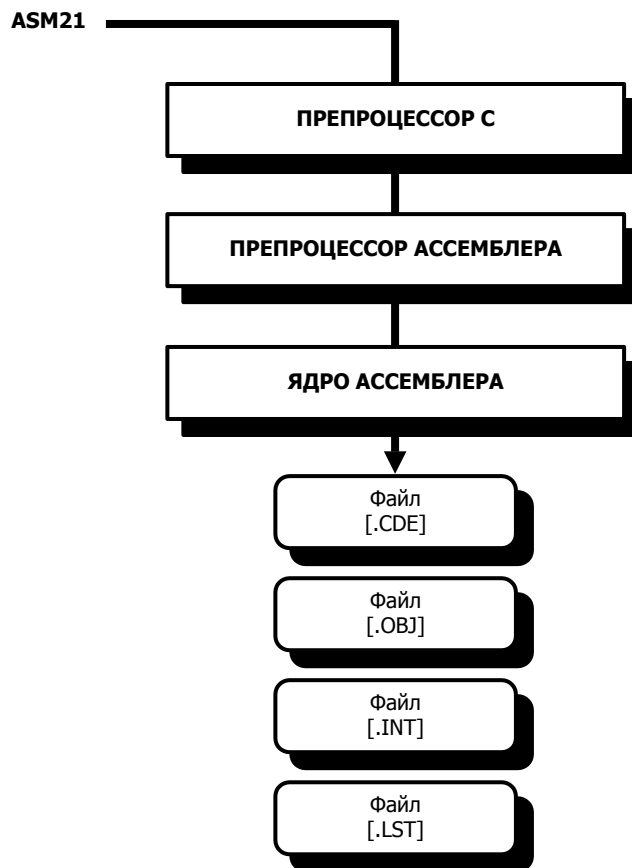 ASM21
ПРЕПРОЦЕССОР С
ПРЕПРОЦЕССОР АССЕМБЛЕРА
ЯДРО АССЕМБЛЕРА
Файл
[.CDE]
Файл
[.OBJ]
Файл
[.INT]
Файл
[.LST]